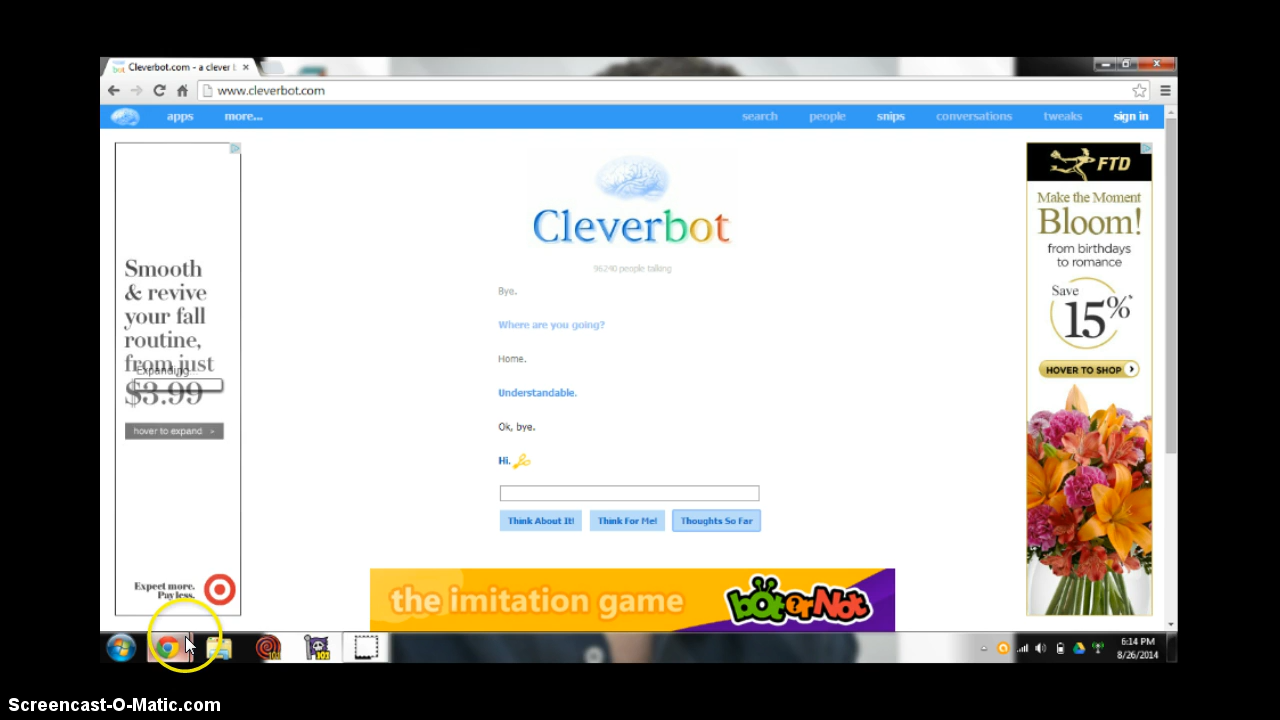 Cleverbot.com - a clever b
www.cleverbot.com
apps more... search people snips conversations tweaks sign in
Smooth
& revive
your fall
routine,
from just
Expanding...
$3.99
hover to expand >
Expect more.
Pay less.
Cleverbot
96240 people talking
Bye.
Where are you going?
Home.
Understandable.
Ok, bye.
Hi.
Think About It! Think For Me! Thoughts So Far
the imitation game bot or Not
FTD
Make the Moment
Bloom!
from birthdays
to romance
Save
15%*
HOVER TO SHOP
6:14 PM
8/26/2014
Screencast-O-Matic.com